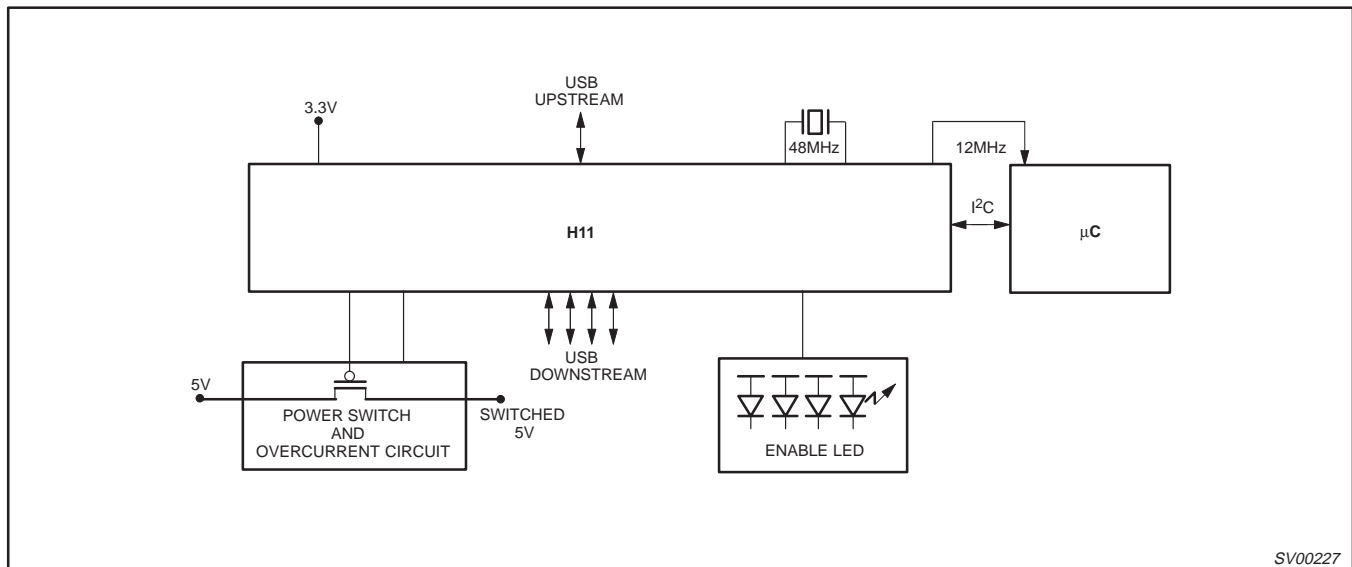 USB
UPSTREAM
3.3V
48MHz
12MHz
I²C
H11
μC
5V
POWER SWITCH
AND
OVERCURRENT CIRCUIT
SWITCHED
5V
USB
DOWNSTREAM
ENABLE LED
SV00227